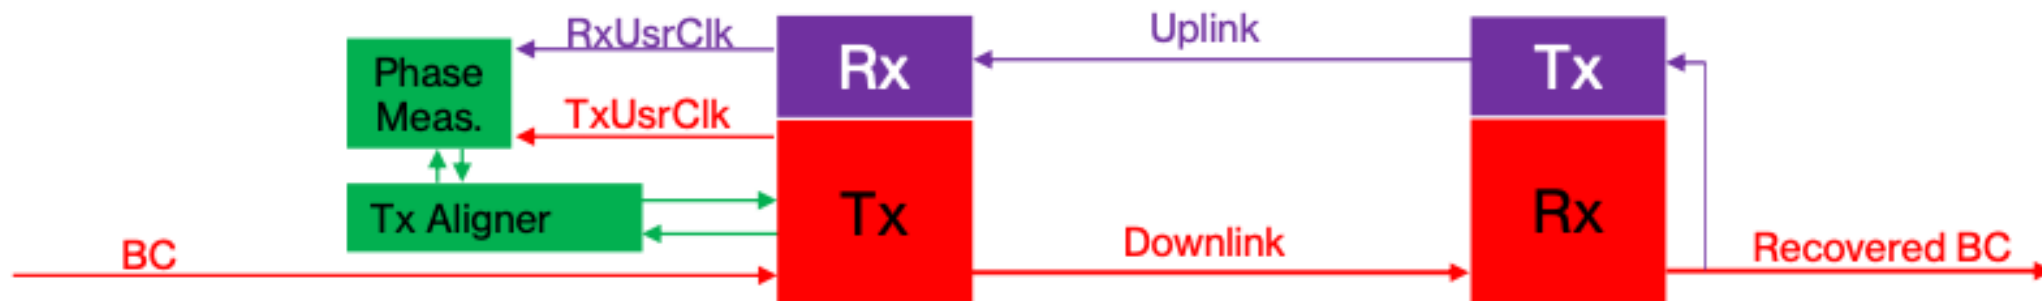 RxUsrClk
Uplink
Phase
Meas.
Rx
Tx
TxUsrClk
Tx Aligner
Tx
Rx
BC
Downlink
Recovered BC